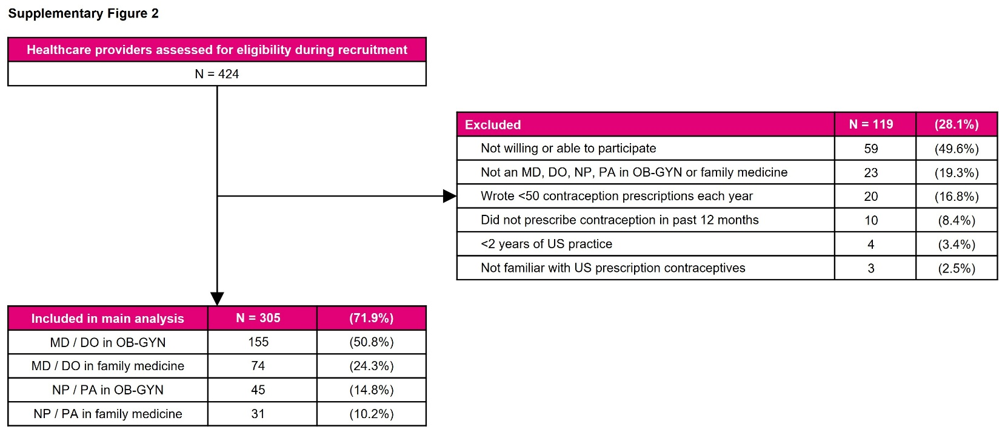 Supplementary Figure 2
Healthcare providers assessed for eligibility during recruitment
N = 424
Excluded N = 119 (28.1%)
Not willing or able to participate 59 (49.6%)
Not an MD, DO, NP, PA in OB-GYN or family medicine 23 (19.3%)
Wrote <50 contraception prescriptions each year 20 (16.8%)
Did not prescribe contraception in past 12 months 10 (8.4%)
<2 years of US practice 4 (3.4%)
Not familiar with US prescription contraceptives 3 (2.5%)
Included in main analysis N = 305 (71.9%)
MD / DO in OB-GYN 155 (50.8%)
MD / DO in family medicine 74 (24.3%)
NP / PA in OB-GYN 45 (14.8%)
NP / PA in family medicine 31 (10.2%)